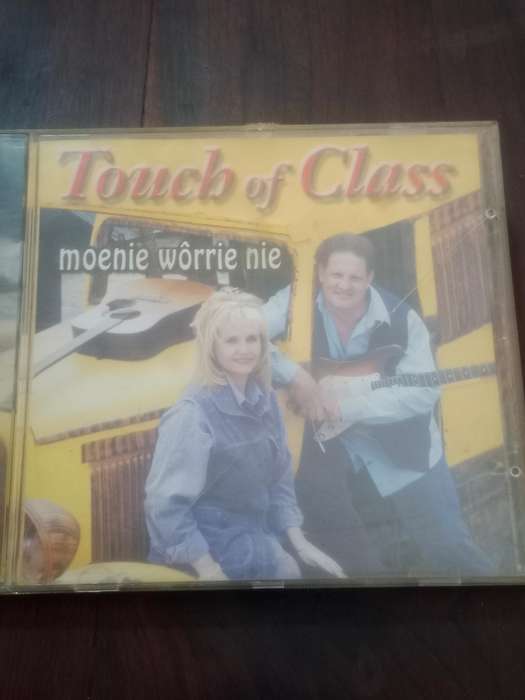 Touch of Class
moenie wôrrie nie